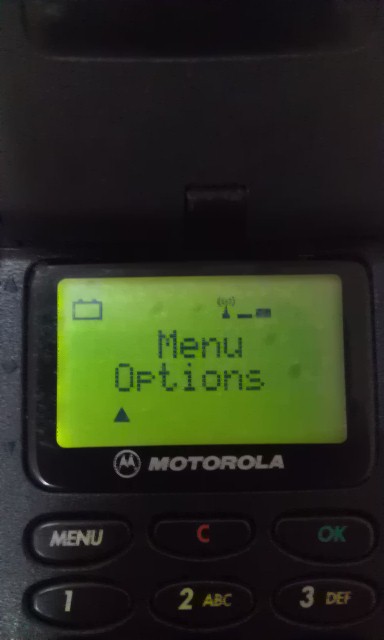 Menu
Options
MOTOROLA
MENU C OK
1 2 ABC 3 DEF